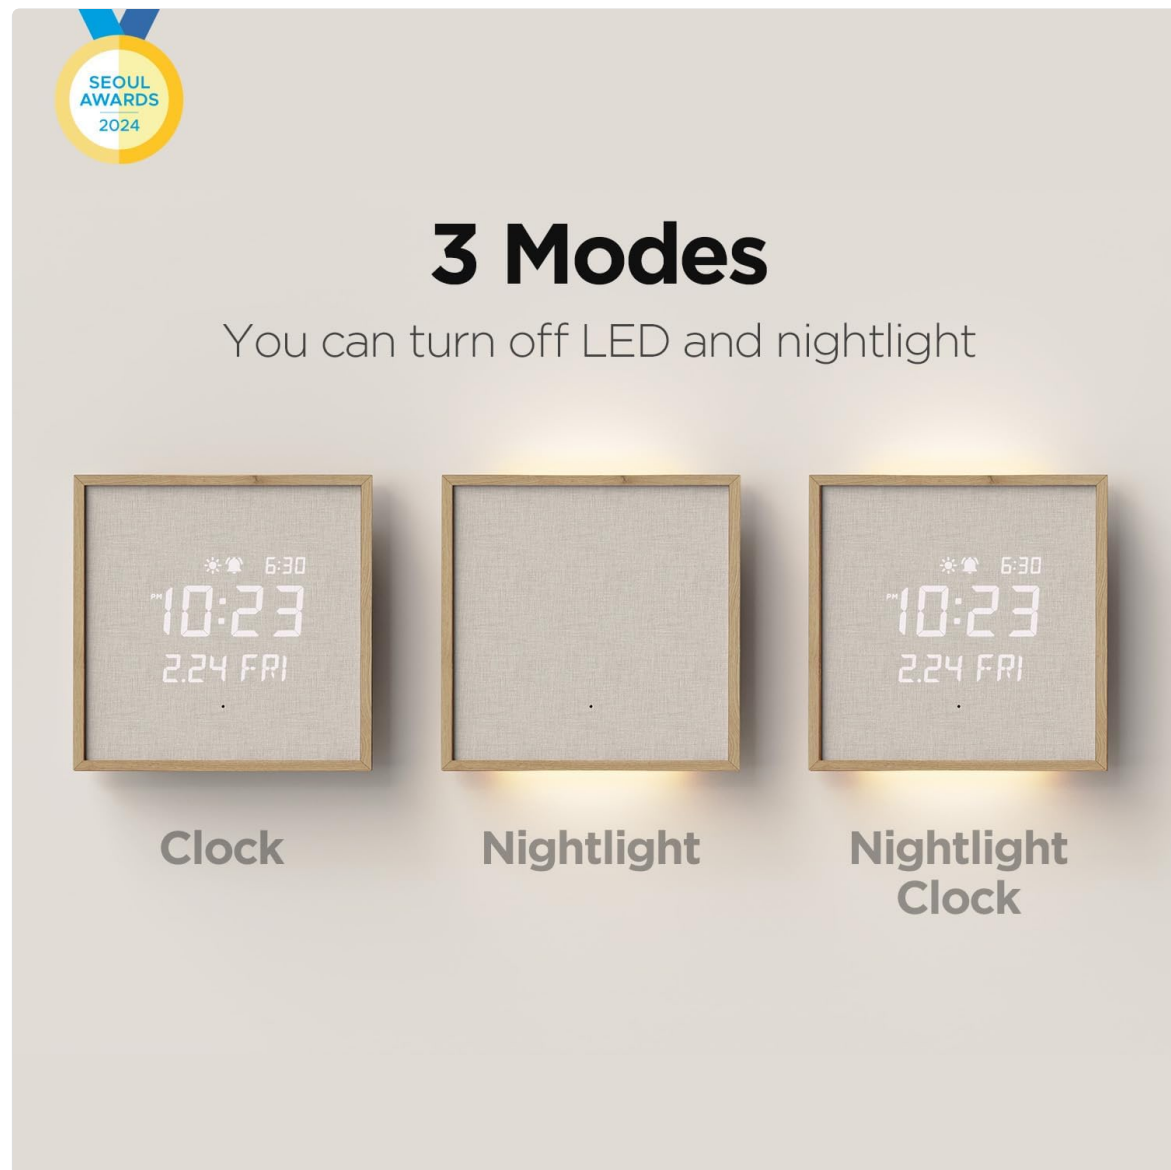 SEOUL
AWARDS
2024
3 Modes
You can turn off LED and nightlight
6:30
PM 10:23
2.24 FRI
6:30
PM 10:23
2.24 FRI
Clock
Nightlight
Nightlight
Clock